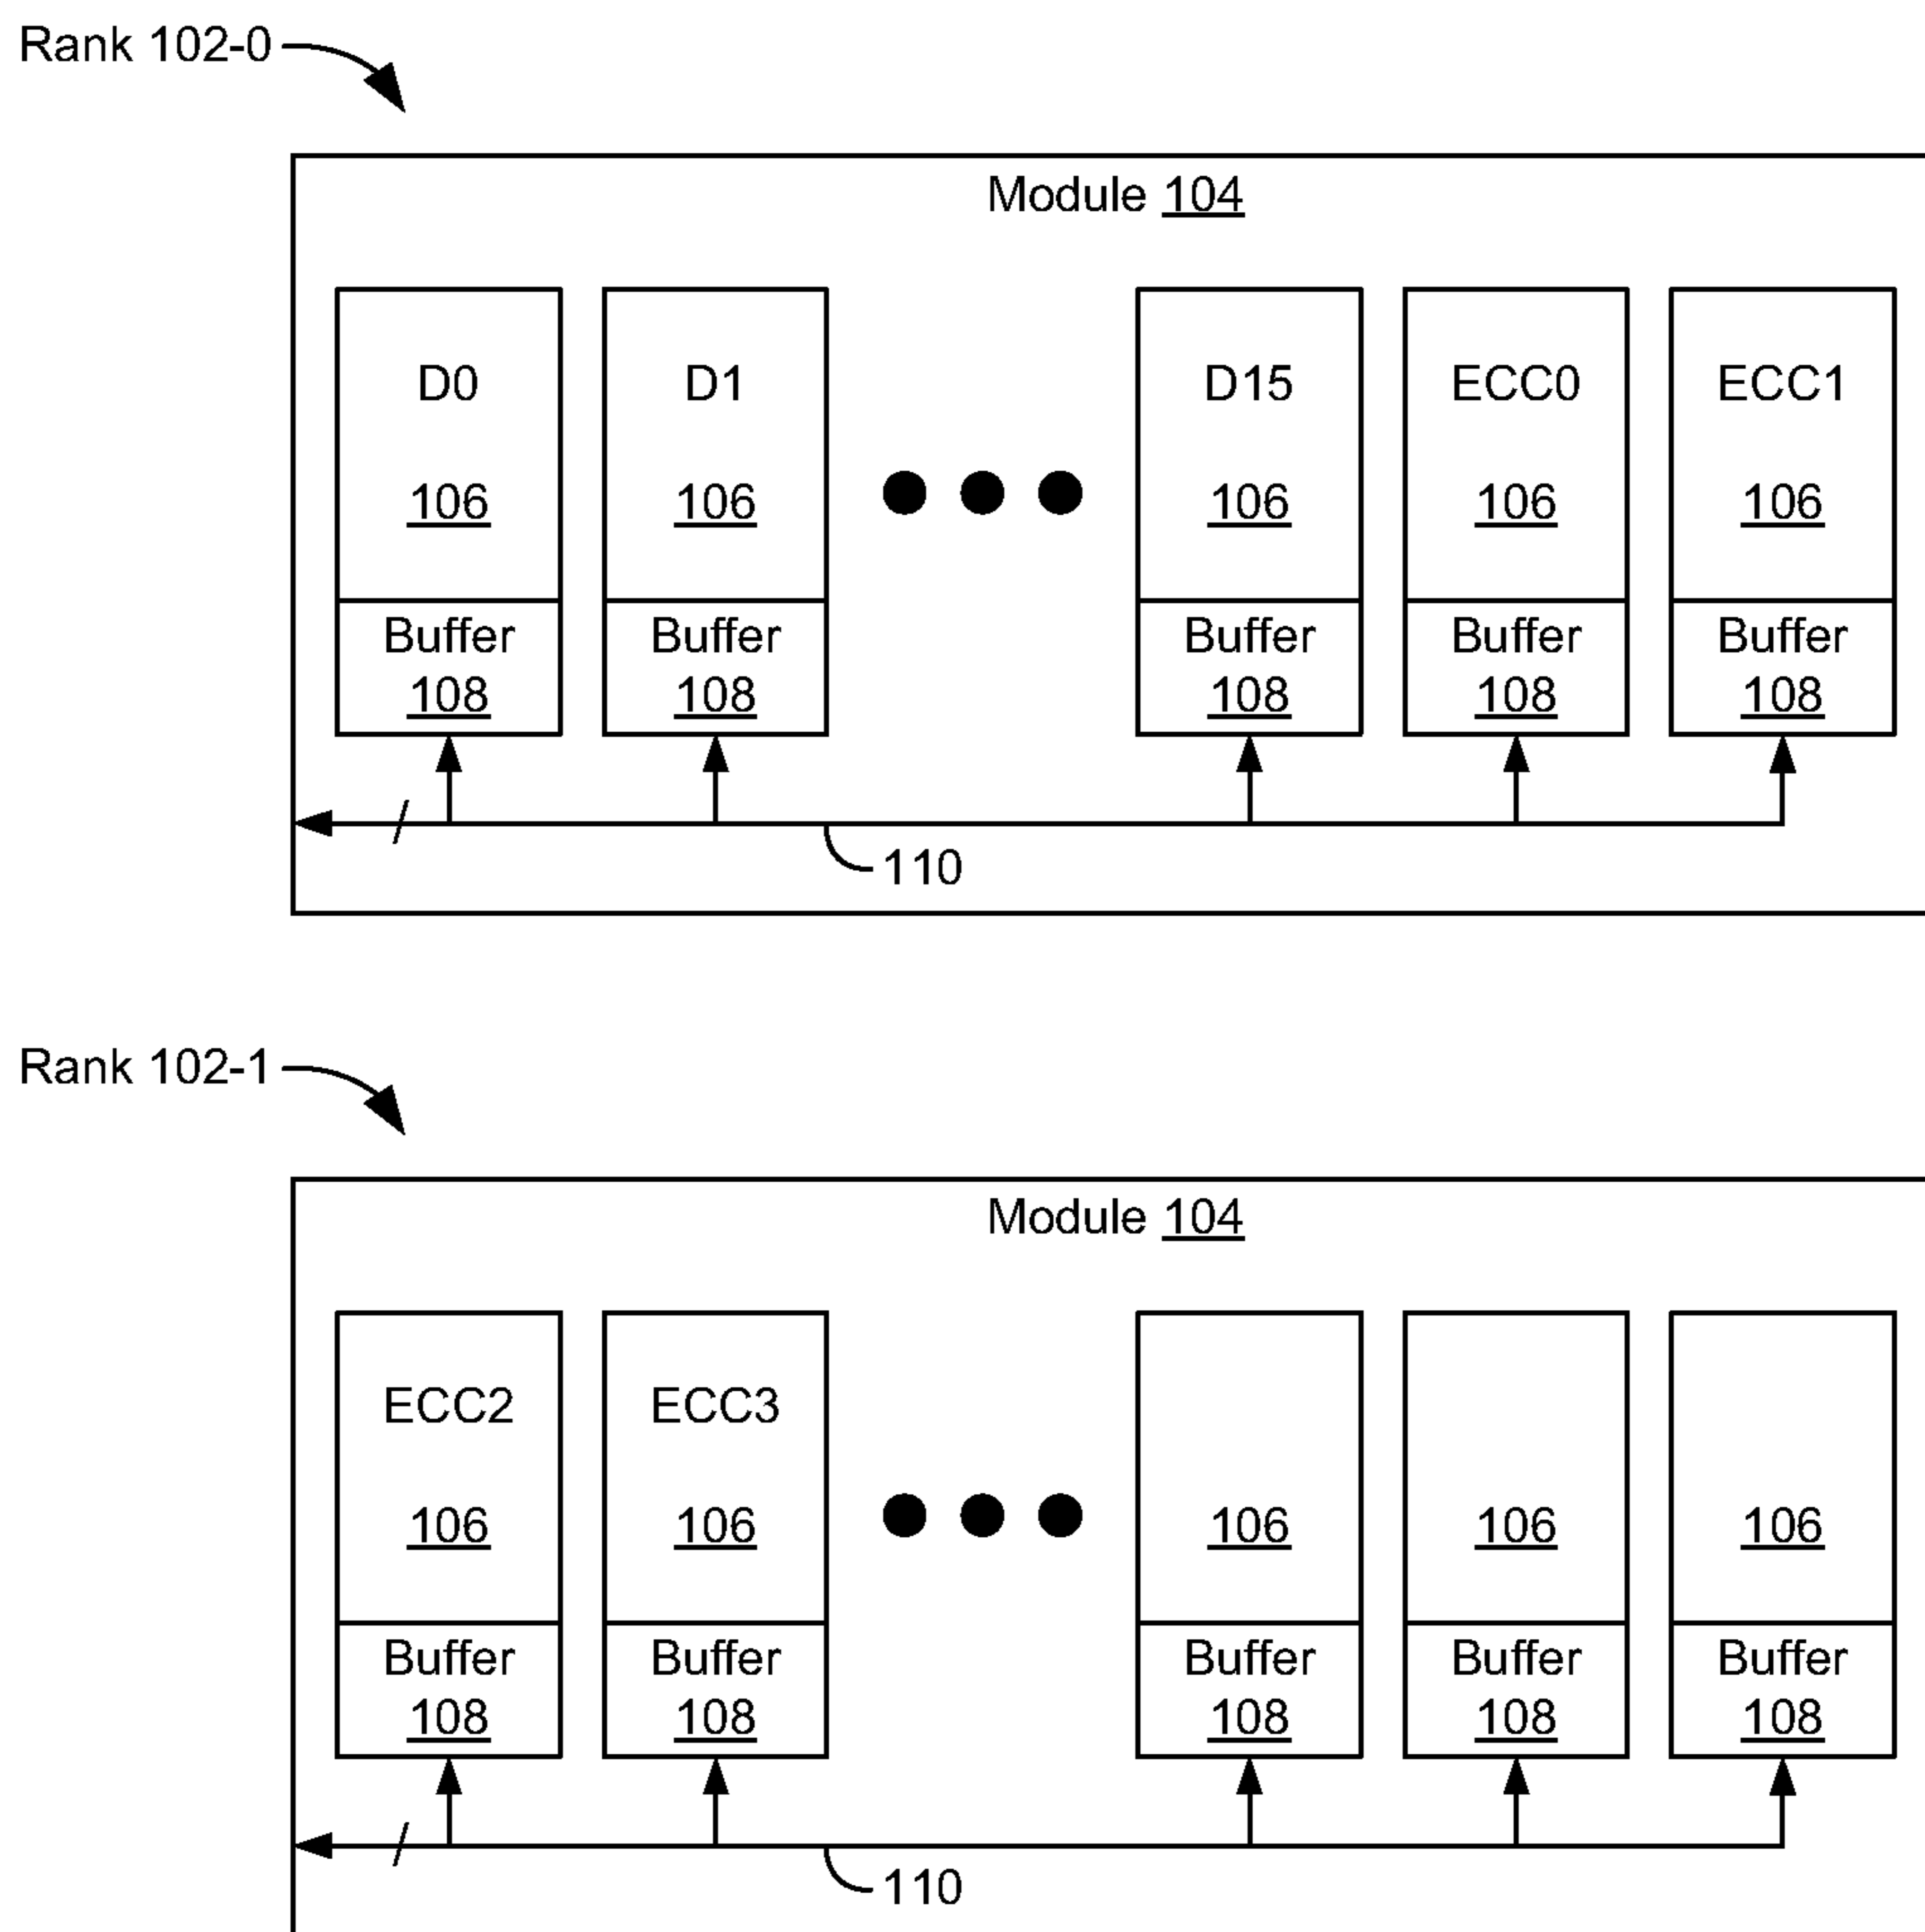 Rank 102-0
Module 104
D0 D1 D15 ECC0 ECC1
106 106 106 106 106
Buffer Buffer Buffer Buffer Buffer
108 108 108 108 108
110
Rank 102-1
Module 104
ECC2 ECC3
106 106 106 106 106
Buffer Buffer Buffer Buffer Buffer
108 108 108 108 108
110